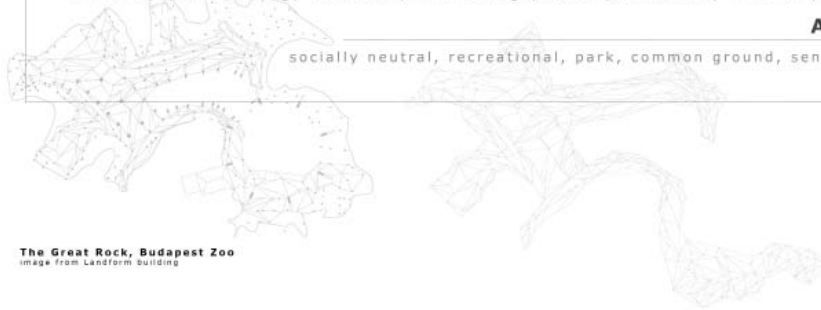 A
socially neutral, recreational, park, common ground, sen
The Great Rock, Budapest Zoo
image from Landform building